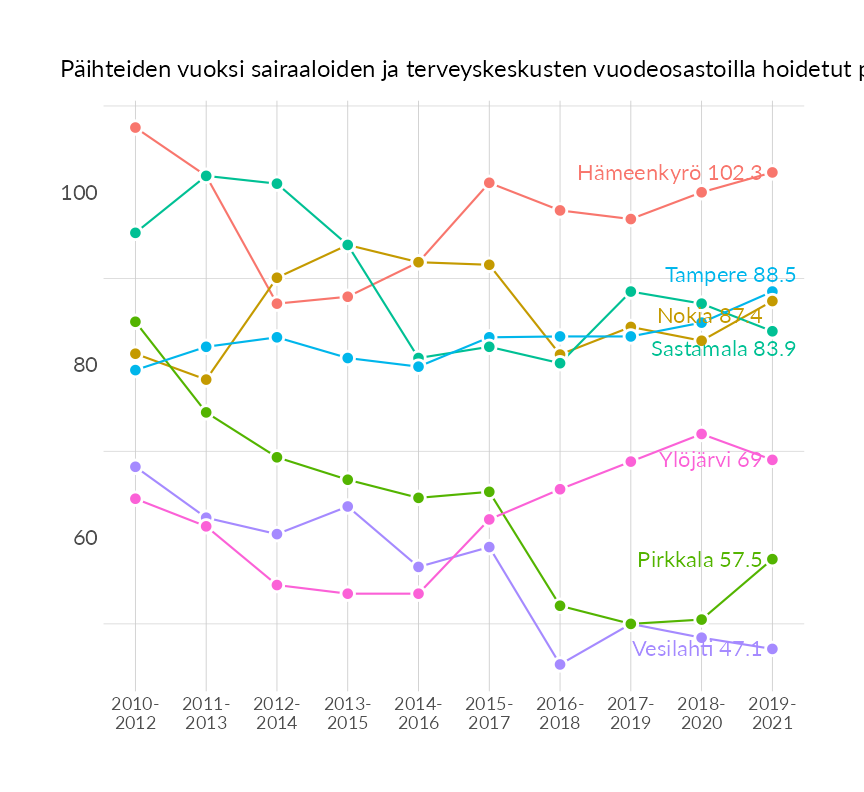 Päihteiden vuoksi sairaaloiden ja terveyskeskusten vuodeosastoilla hoidetut
100
80
60
Hämeenkyrö 102.3
Tampere 88.5
Nokia 87.4
Sastamala 83.9
Ylöjärvi 69
Pirkkala 57.5
Vesilahti 47.1
2010- 2011- 2012- 2013- 2014- 2015- 2016- 2017- 2018- 2019-
2012 2013 2014 2015 2016 2017 2018 2019 2020 2021